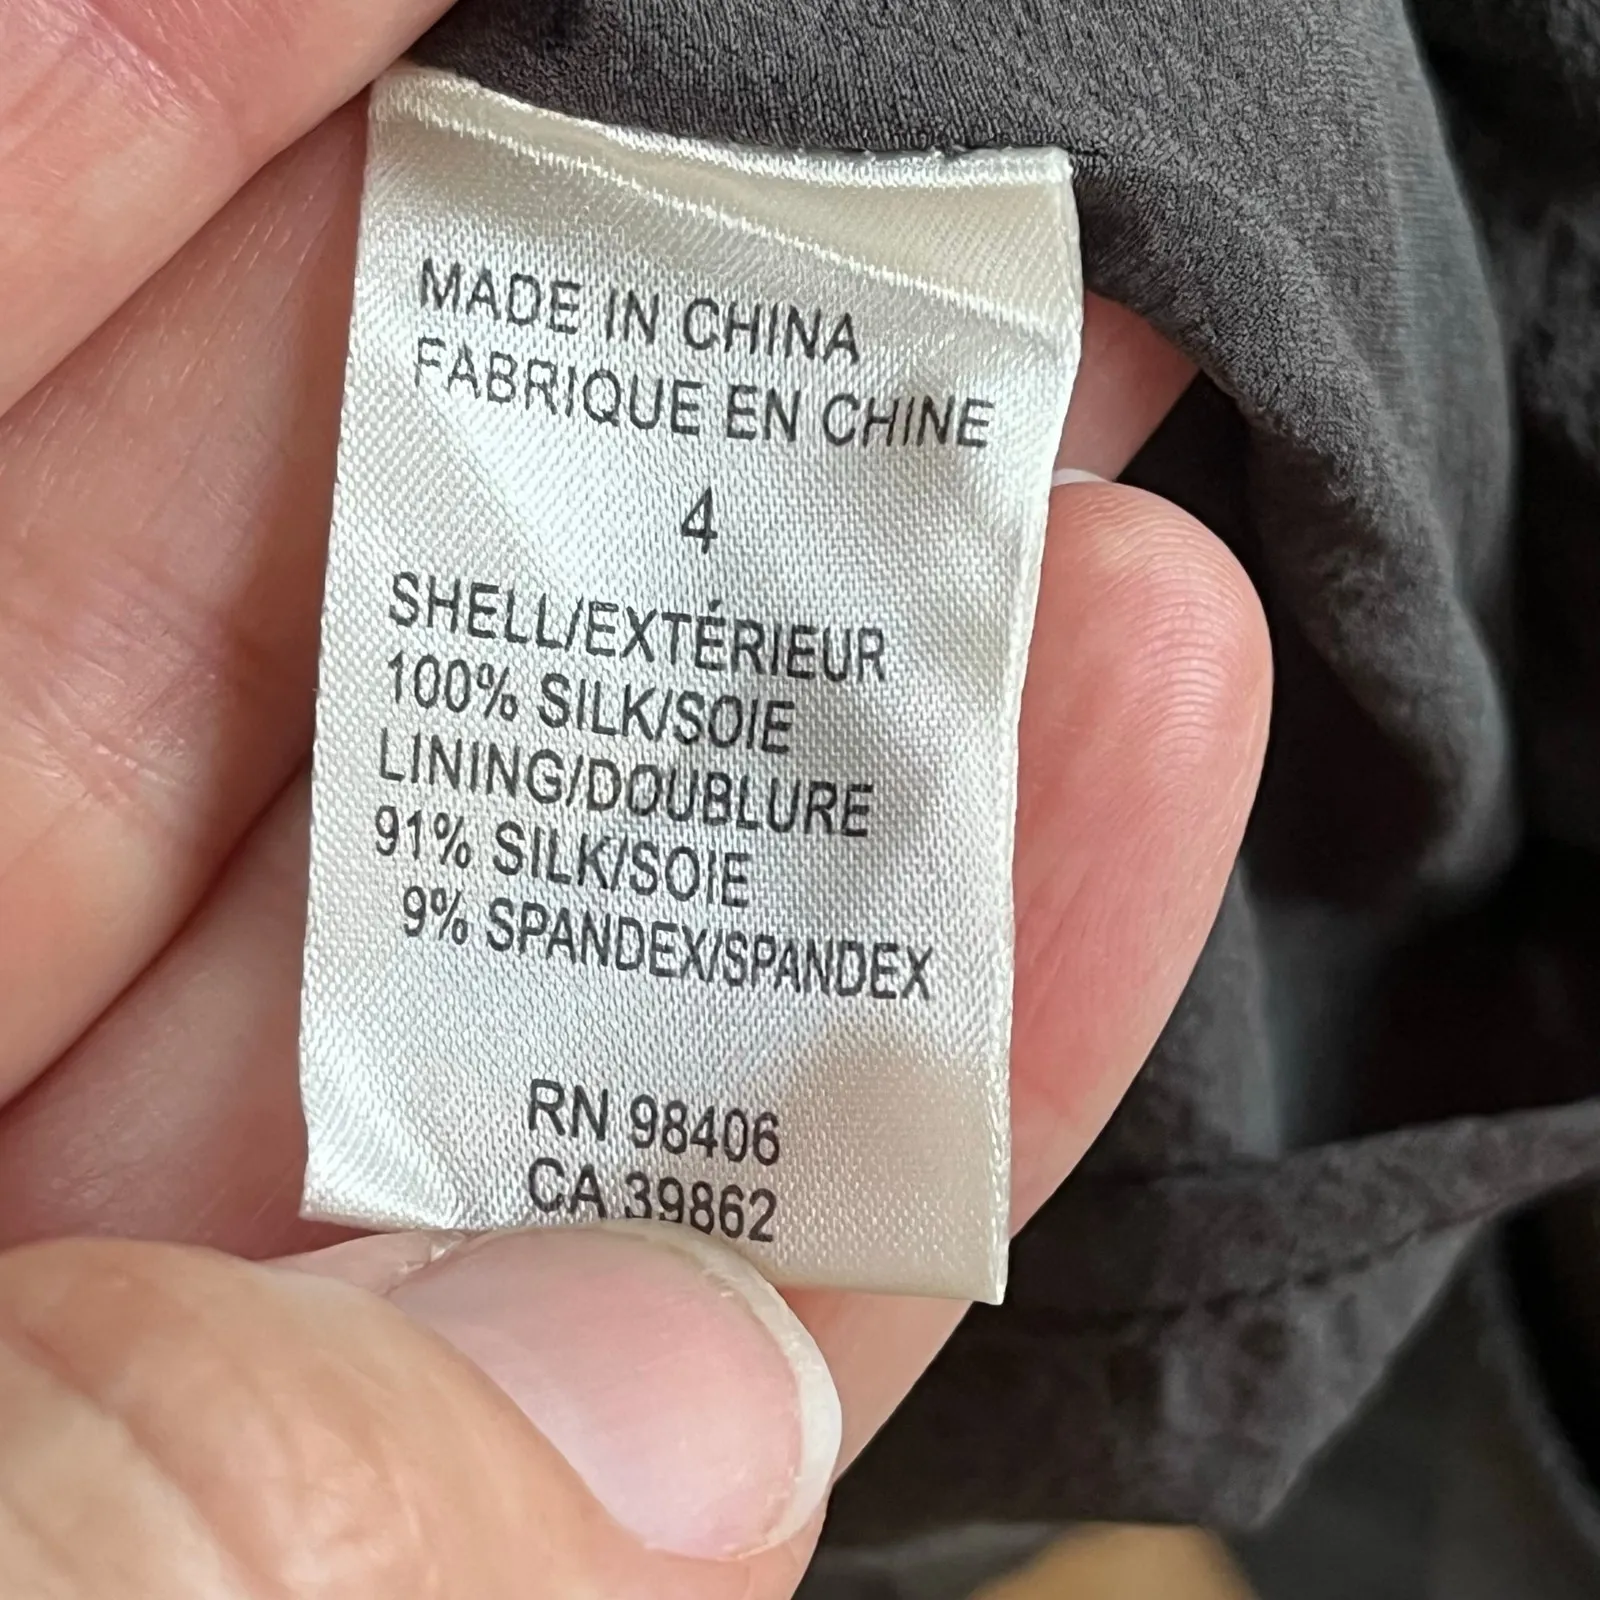 MADE IN CHINA
FABRIQUE EN CHINE
4
SHELL/EXTÉRIEUR
100% SILK/SOIE
LINING/DOUBLURE
91% SILK/SOIE
9% SPANDEX/SPANDEX
RN 98406
CA 39862